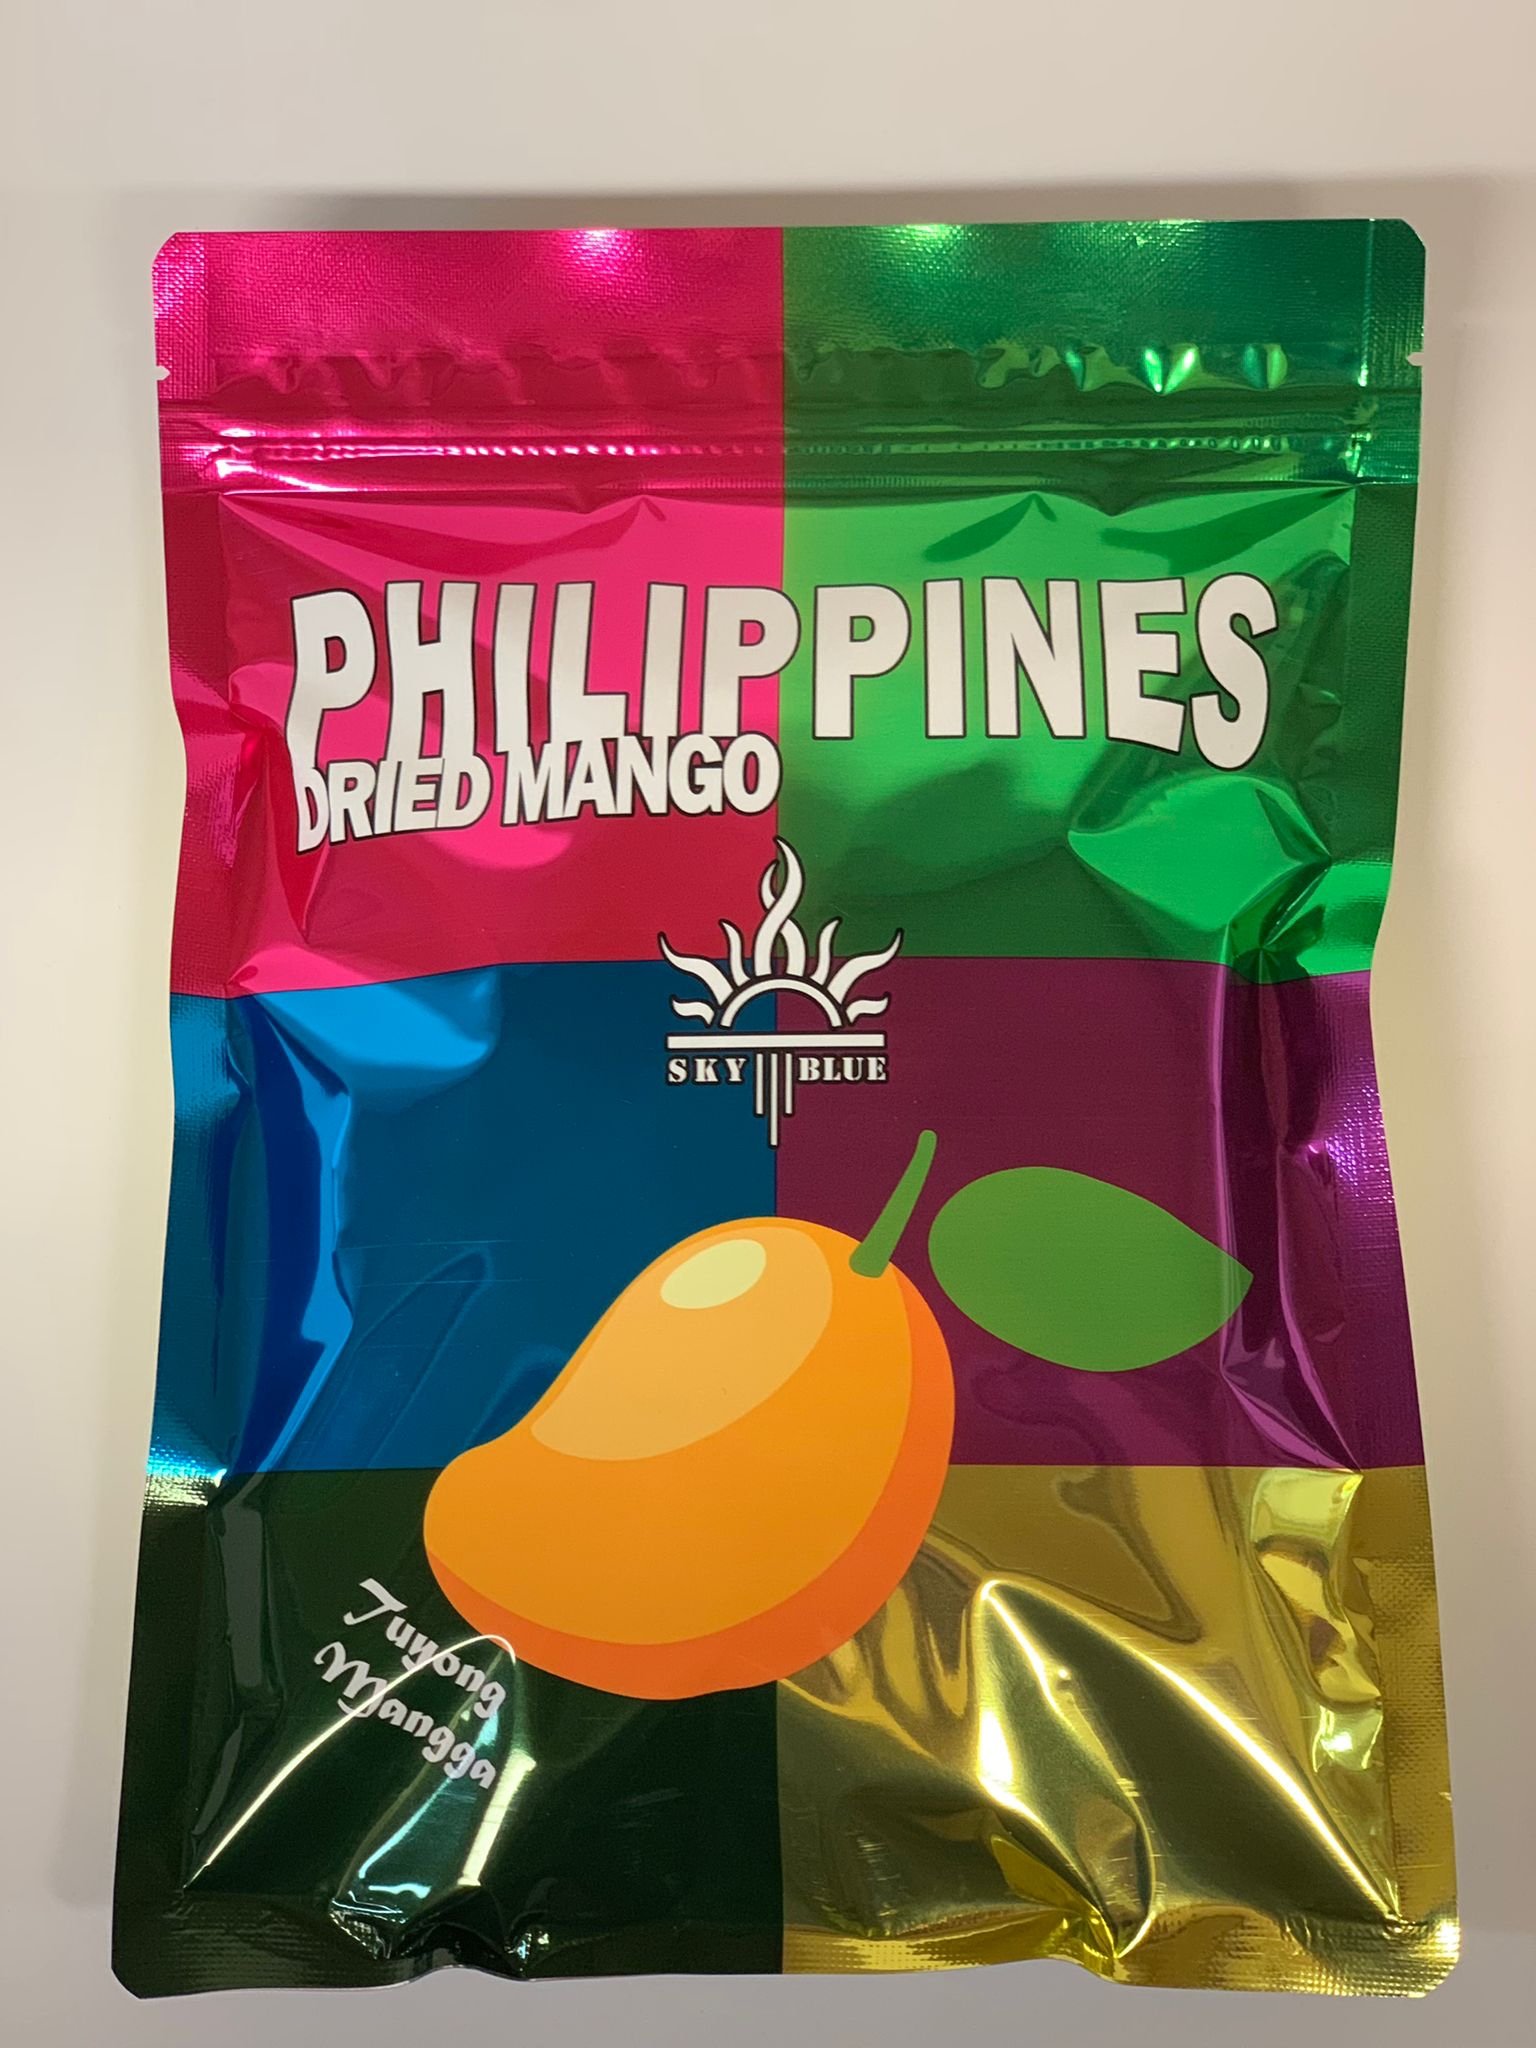 PHILIPPINES
DRIED MANGO
SKY BLUE
Tuyong
Mangga